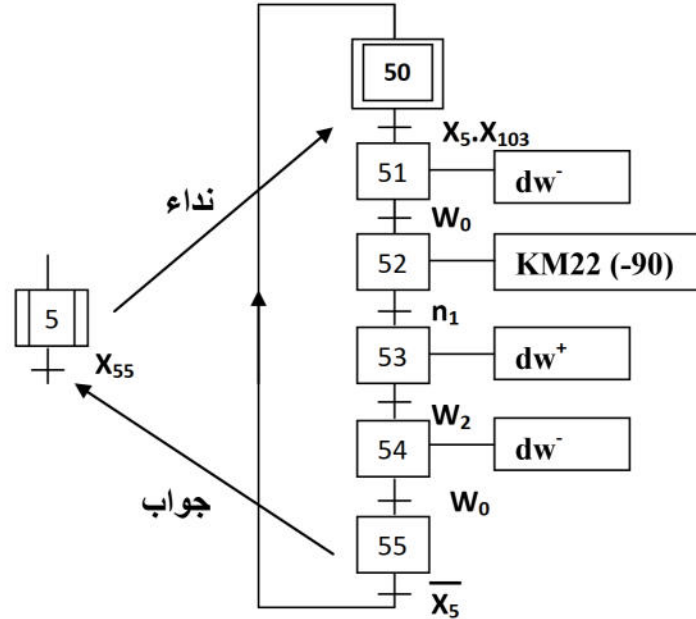 50
X₅.X₁₀₃
51 dw⁻
نداء
W₀
52 KM22 (-90)
5
n₁
X₅₅
53 dw⁺
W₂
54 dw⁻
جواب
W₀
55
X̅₅